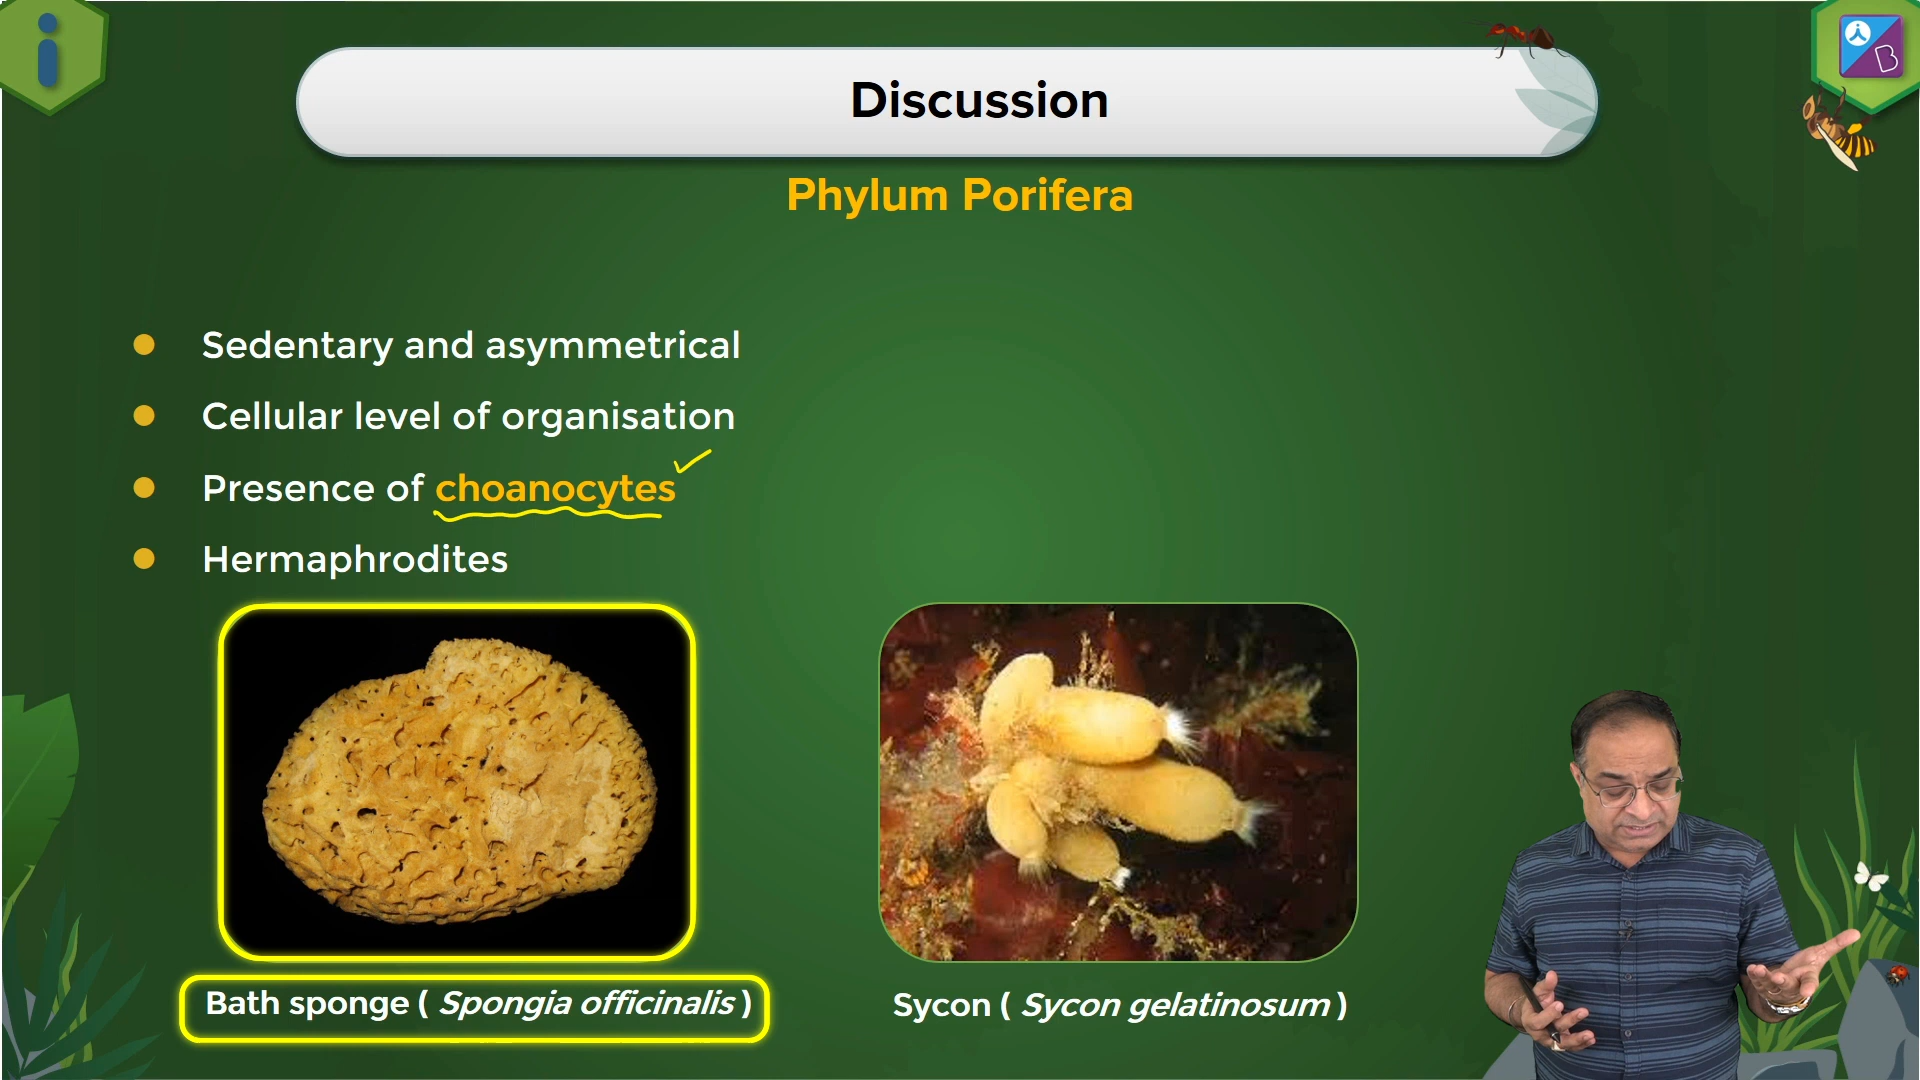 Discussion
Phylum Porifera
Sedentary and asymmetrical
Cellular level of organisation
Presence of choanocytes
Hermaphrodites
Bath sponge ( Spongia officinalis )
Sycon ( Sycon gelatinosum )
i
B